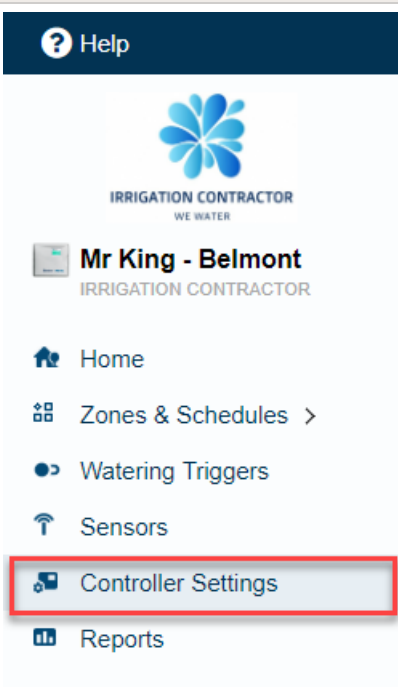 ? Help
IRRIGATION CONTRACTOR
WE WATER
Mr King - Belmont
IRRIGATION CONTRACTOR
Home
Zones & Schedules >
Watering Triggers
Sensors
Controller Settings
Reports